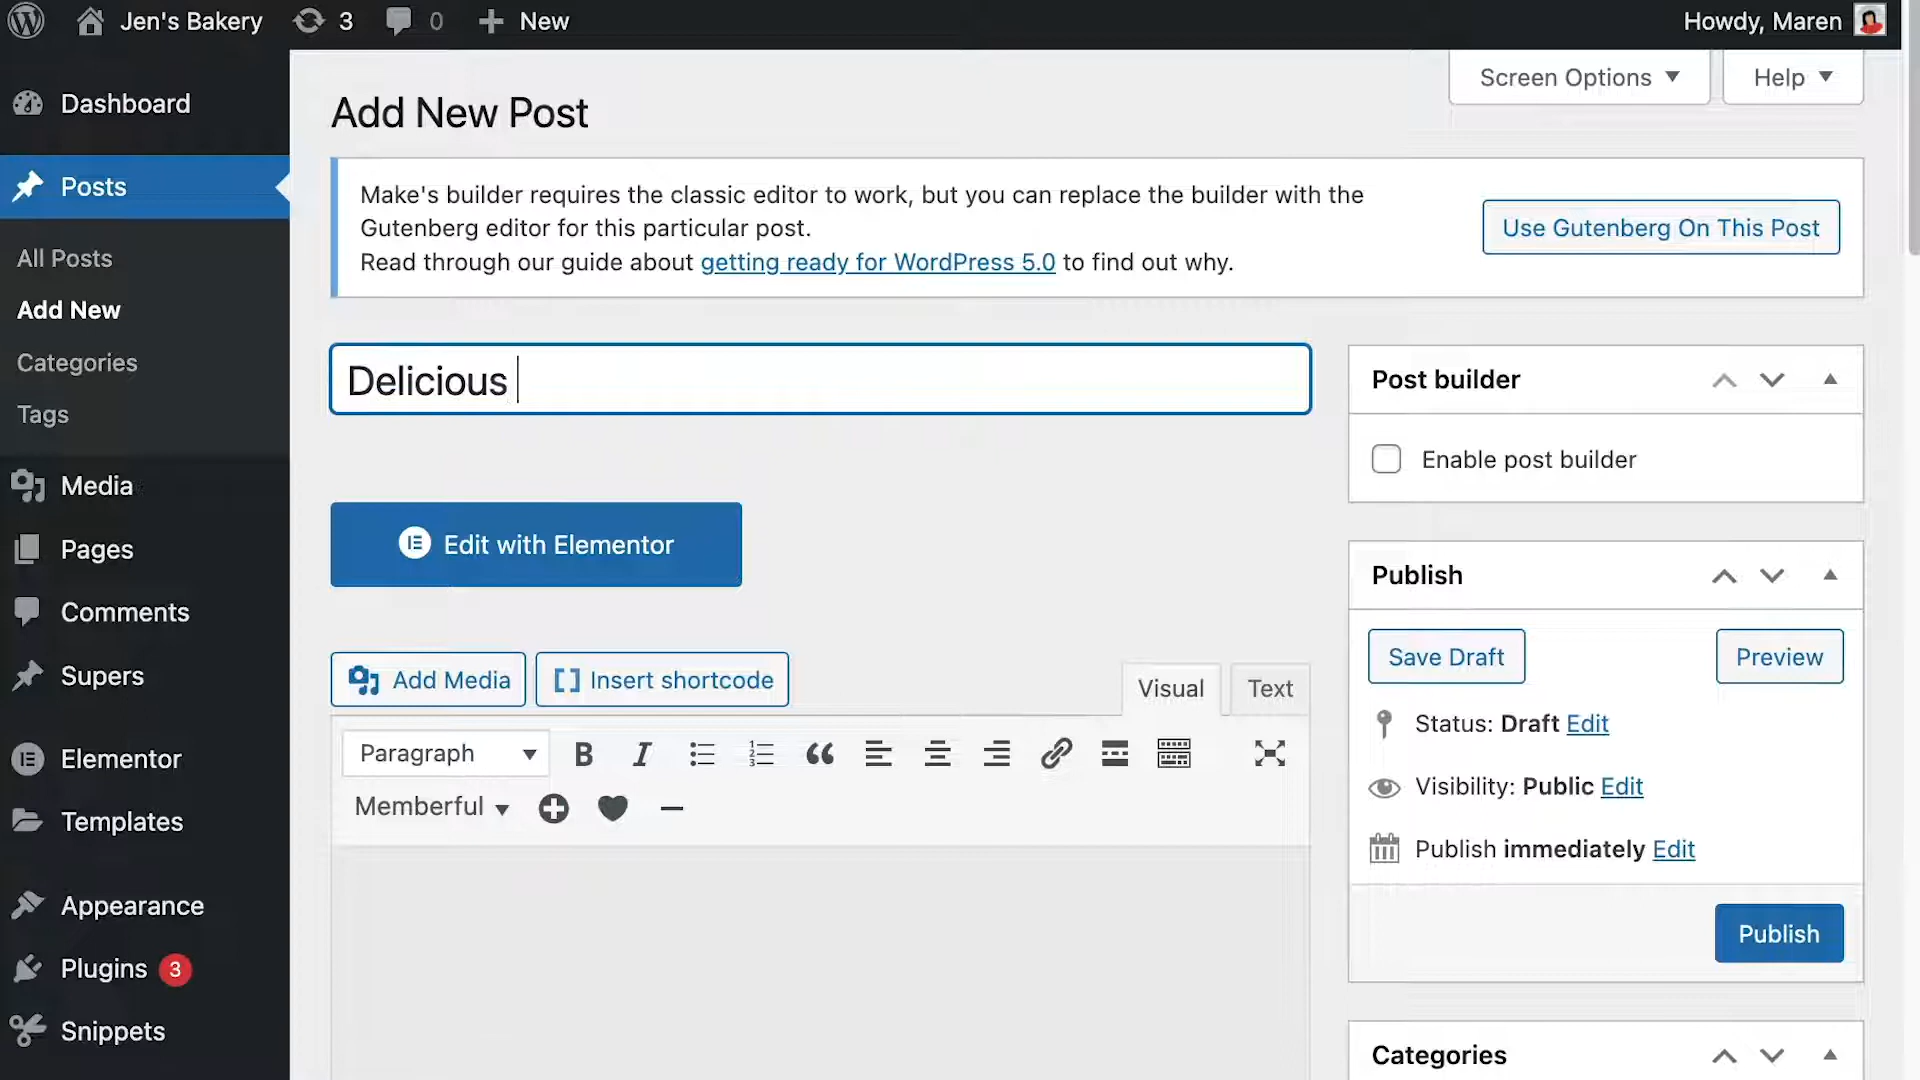 Jen's Bakery
3
0
New
Howdy, Maren
Dashboard
Posts
All Posts
Add New
Categories
Tags
Media
Pages
Comments
Supers
Elementor
Templates
Appearance
Plugins 3
Snippets
Screen Options
Help
Add New Post
Make's builder requires the classic editor to work, but you can replace the builder with the
Gutenberg editor for this particular post.
Read through our guide about getting ready for WordPress 5.0 to find out why.
Use Gutenberg On This Post
Delicious
Edit with Elementor
Add Media
Insert shortcode
Visual
Text
Paragraph
Memberful
Post builder
Enable post builder
Publish
Save Draft
Preview
Status: Draft Edit
Visibility: Public Edit
Publish immediately Edit
Publish
Categories